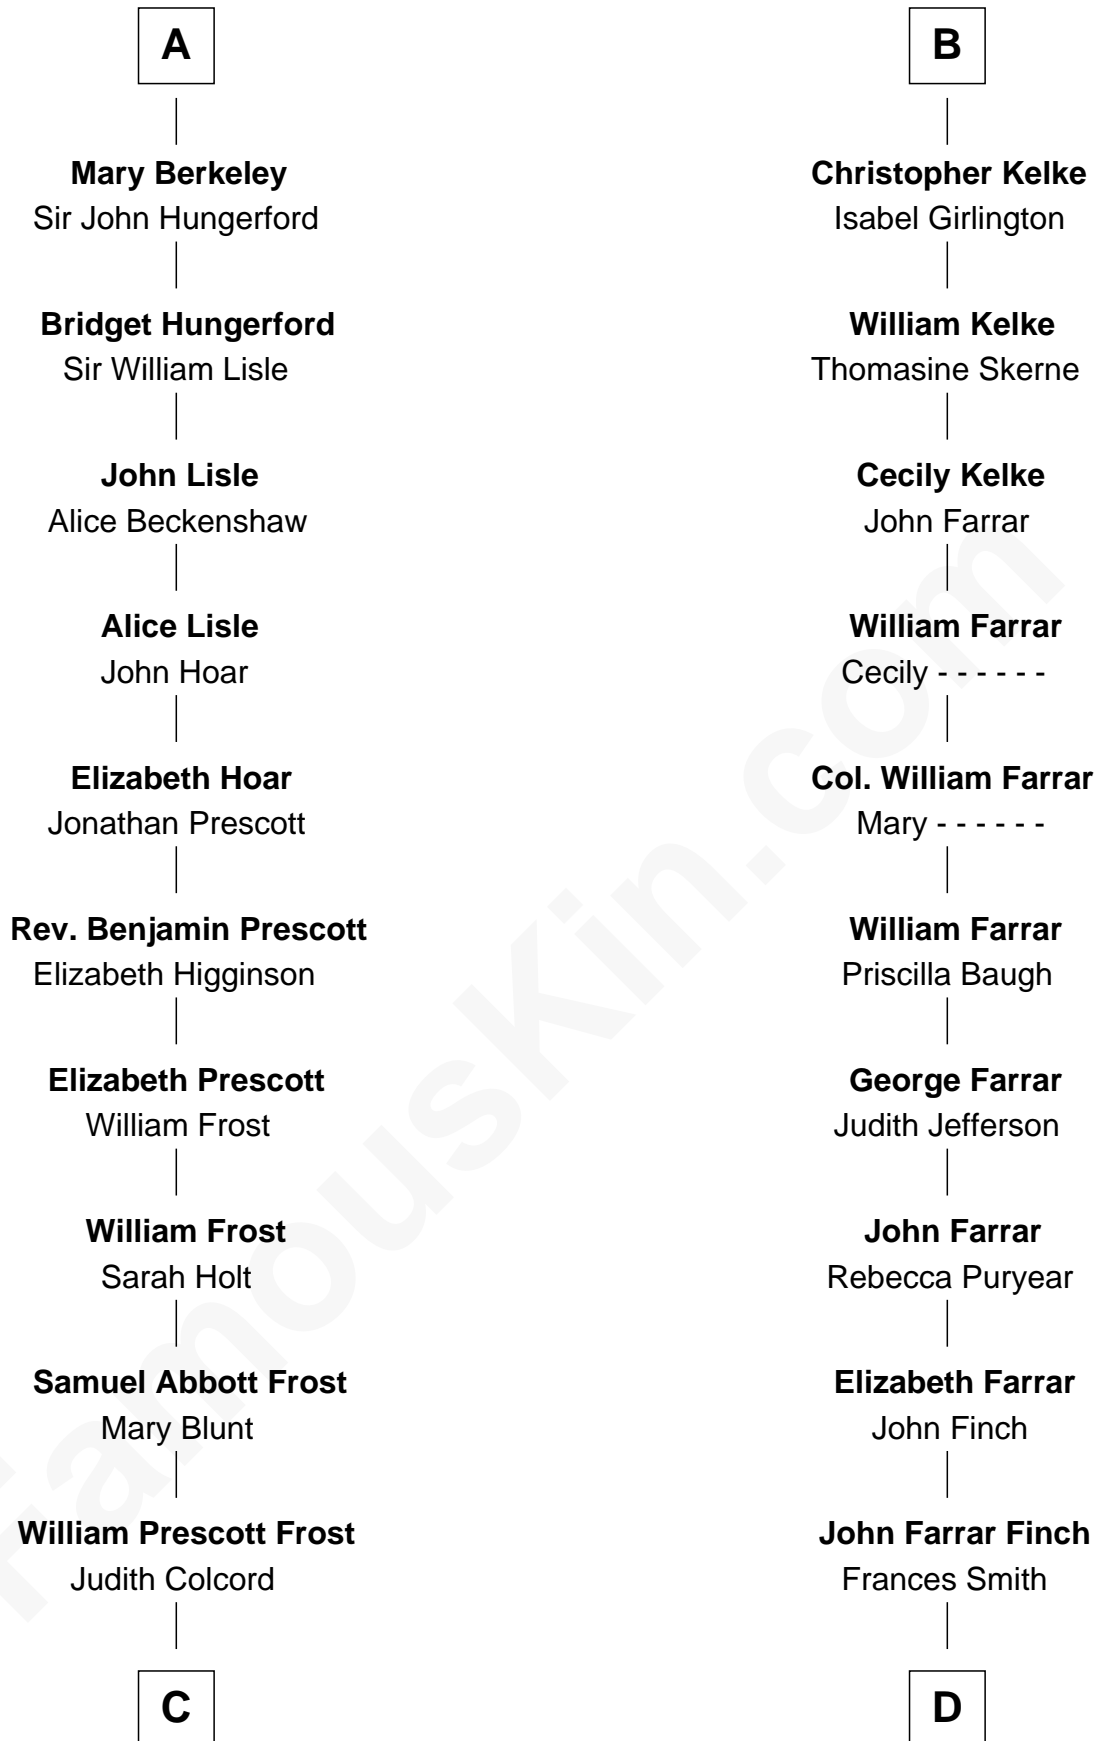 A
Mary Berkeley
Sir John Hungerford
Bridget Hungerford
Sir William Lisle
John Lisle
Alice Beckenshaw
Alice Lisle
John Hoar
Elizabeth Hoar
Jonathan Prescott
Rev. Benjamin Prescott
Elizabeth Higginson
Elizabeth Prescott
William Frost
William Frost
Sarah Holt
Samuel Abbott Frost
Mary Blunt
William Prescott Frost
Judith Colcord
C
B
Christopher Kelke
Isabel Girlington
William Kelke
Thomasine Skerne
Cecily Kelke
John Farrar
William Farrar
Cecily - - - - - -
Col. William Farrar
Mary - - - - - -
William Farrar
Priscilla Baugh
George Farrar
Judith Jefferson
John Farrar
Rebecca Puryear
Elizabeth Farrar
John Finch
John Farrar Finch
Frances Smith
D
FamousKin.com